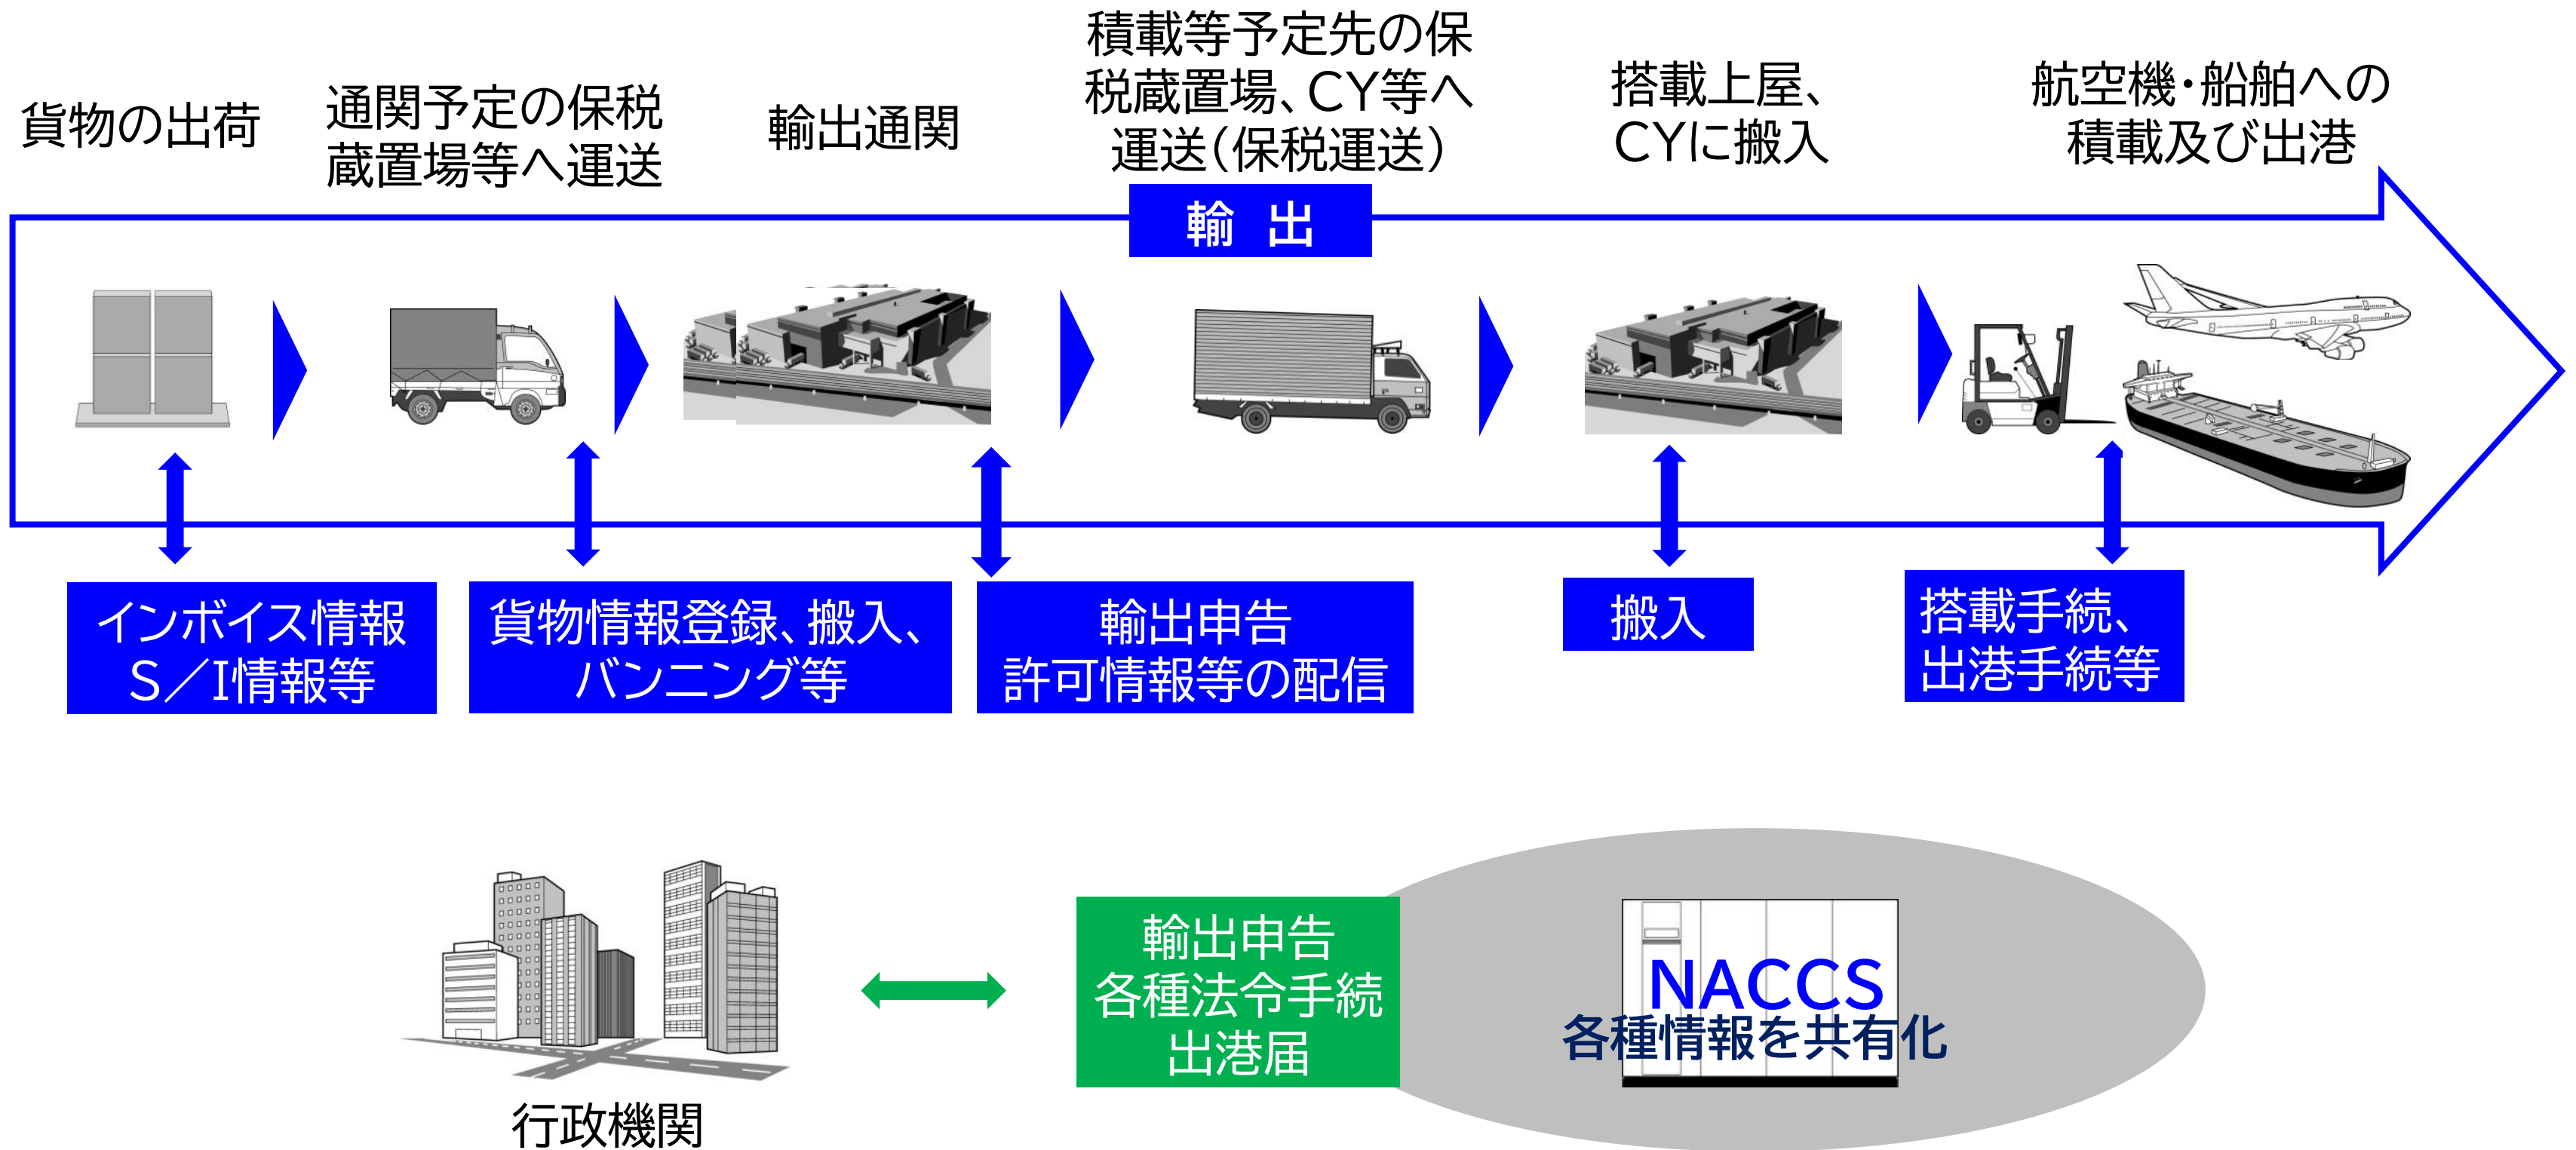 貨物の出荷
通関予定の保税
蔵置場等へ運送
輸出通関
積載等予定先の保
税蔵置場、CY等へ
運送(保税運送)
搭載上屋、
CYに搬入
航空機・船舶への
積載及び出港
輸 出
インボイス情報
S／I情報等
貨物情報登録、搬入、
バンニング等
輸出申告
許可情報等の配信
搬入
搭載手続、
出港手続等
行政機関
輸出申告
各種法令手続
出港届
NACCS
各種情報を共有化